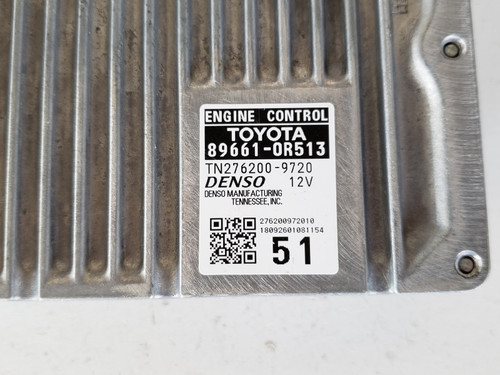 ENGINE CONTROL
TOYOTA
89661-0R513
TN276200-9720
DENSO 12V
DENSO MANUFACTURING
TENNESSEE, INC.
276200972010
18092601081154
51